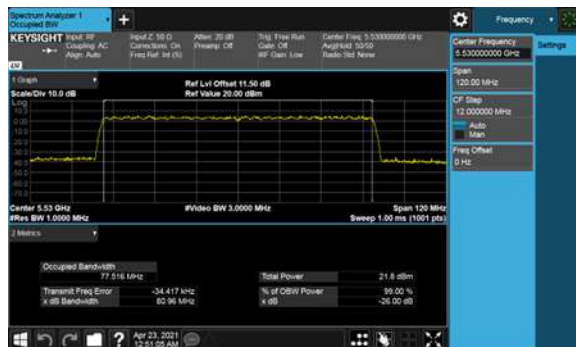 Spectrum Analyzer 1
Occupied BW
+
Frequency
KEYSIGHT Input: RF
Coupling: AC
Align: Auto
Input Z: 50 Ω
Corrections: On
Freq Ref: Int (S)
Atten: 20 dB
Preamp: Off
Trig: Free Run
Gate: Off
#IF Gain: Low
Center Freq: 5.530000000 GHz
Avg|Hold: 50/50
Radio Std: None
Center Frequency
5.530000000 GHz
Settings
Span
120.00 MHz
CF Step
12.000000 MHz
Auto
Man
Freq Offset
0 Hz
1 Graph
Scale/Div 10.0 dB
Ref Lvl Offset 11.50 dB
Ref Value 20.00 dBm
Log
Center 5.53 GHz
#Res BW 1.0000 MHz
#Video BW 3.0000 MHz
Span 120 MHz
Sweep 1.00 ms (1001 pts)
2 Metrics
Occupied Bandwidth
77.516 MHz
Total Power 21.8 dBm
Transmit Freq Error -34.417 kHz
% of OBW Power 99.00 %
x dB Bandwidth 80.96 MHz
x dB -26.00 dB
?
Apr 23, 2021
12:51:05 AM